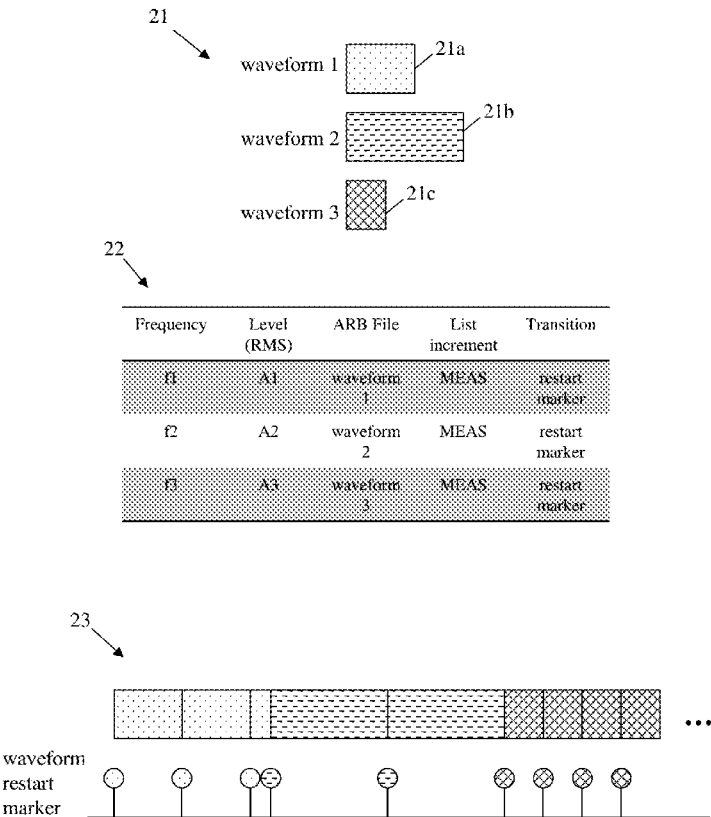 21
waveform 1
21a
waveform 2
21b
waveform 3
21c
22
Frequency Level (RMS) ARB File List increment Transition
f1 A1 waveform 1 MEAS restart marker
f2 A2 waveform 2 MEAS restart marker
f3 A3 waveform 3 MEAS restart marker
23
...
waveform
restart
marker